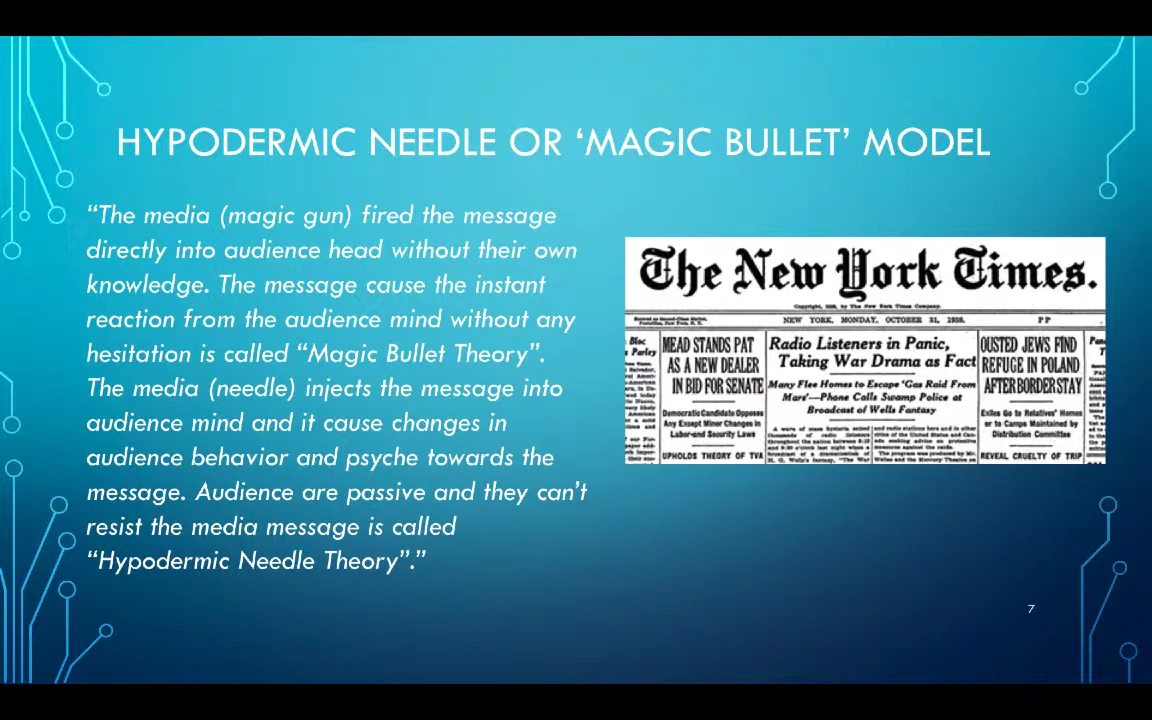 HYPODERMIC NEEDLE OR ‘MAGIC BULLET’ MODEL
“The media (magic gun) fired the message
directly into audience head without their own
knowledge. The message cause the instant
reaction from the audience mind without any
hesitation is called “Magic Bullet Theory”.
The media (needle) injects the message into
audience mind and it cause changes in
audience behavior and psyche towards the
message. Audience are passive and they can’t
resist the media message is called
“Hypodermic Needle Theory”.”
The New York Times.
NEW YORK, MONDAY, OCTOBER 31, 1938.
MEAD STANDS PAT
AS A NEW DEALER
IN BID FOR SENATE
Democratic Candidate Opposes
Any Except Minor Changes in
Labor and Security Laws
UPHOLDS THEORY OF TVA
Radio Listeners in Panic,
Taking War Drama as Fact
Many Flee Homes to Escape ‘Gas Raid From
Mars’—Phone Calls Swamp Police at
Broadcast of Wells Fantasy
OUSTED JEWS FIND
REFUGE IN POLAND
AFTER BORDER STAY
Exiles Go to Relatives’ Homes
or to Camps Maintained by
Distribution Committee
REVEAL CRUELTY OF TRIP
7